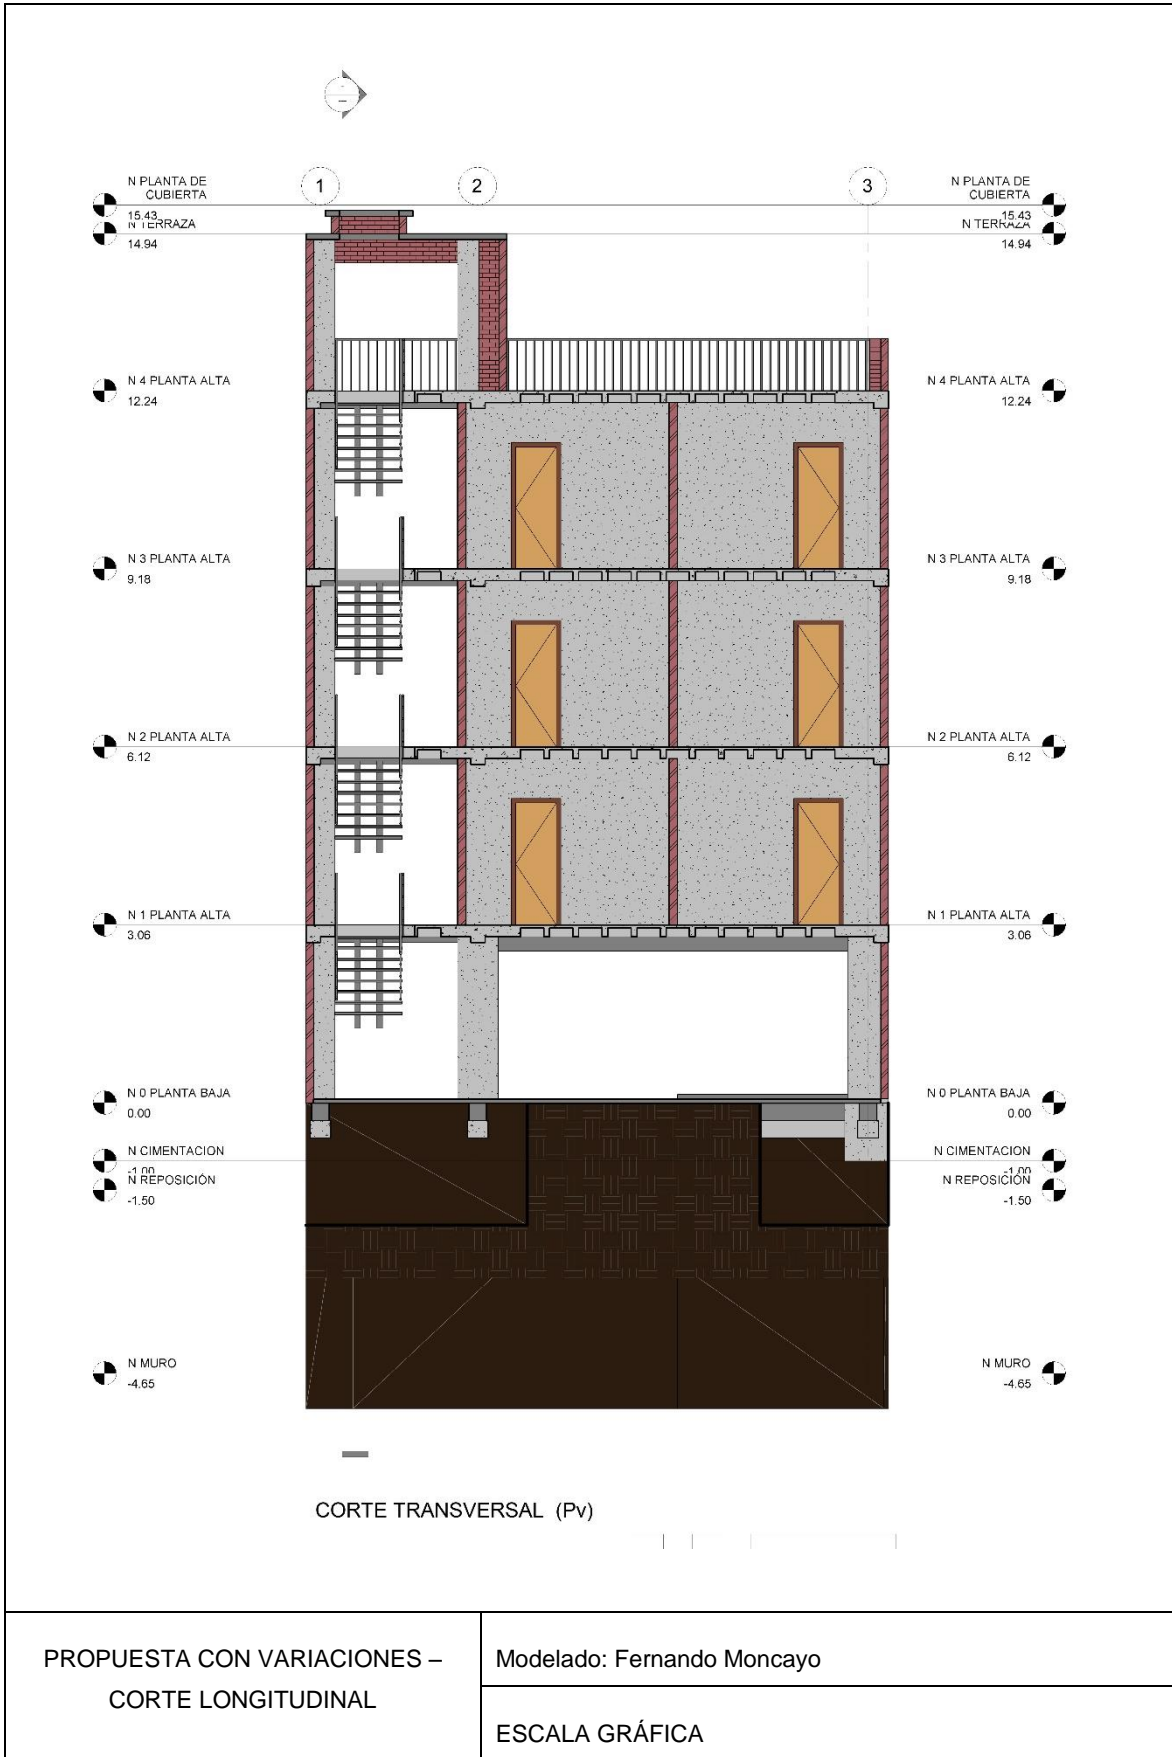 N PLANTA DE
CUBIERTA
15.43
N TERRAZA
14.94
1
2
3
N PLANTA DE
CUBIERTA
15.43
N TERRAZA
14.94
N 4 PLANTA ALTA
12.24
N 4 PLANTA ALTA
12.24
N 3 PLANTA ALTA
9.18
N 3 PLANTA ALTA
9.18
N 2 PLANTA ALTA
6.12
N 2 PLANTA ALTA
6.12
N 1 PLANTA ALTA
3.06
N 1 PLANTA ALTA
3.06
N 0 PLANTA BAJA
0.00
N 0 PLANTA BAJA
0.00
N CIMENTACION
-1.00
N REPOSICIÓN
-1.50
N CIMENTACION
-1.00
N REPOSICIÓN
-1.50
N MURO
-4.65
N MURO
-4.65
CORTE TRANSVERSAL (Pv)
PROPUESTA CON VARIACIONES –
CORTE LONGITUDINAL
Modelado: Fernando Moncayo
ESCALA GRÁFICA